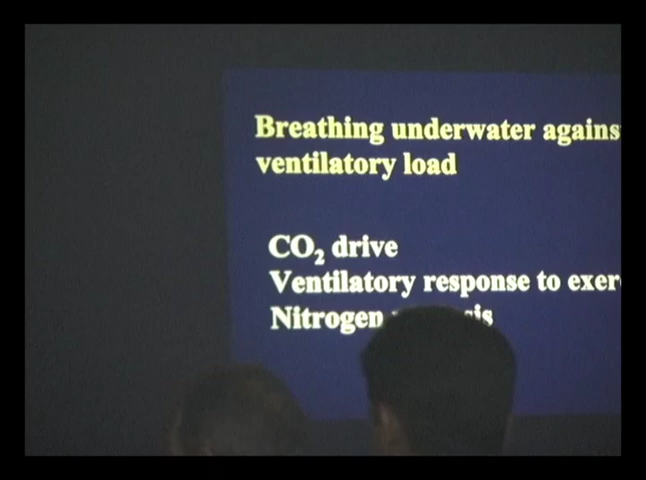 Breathing underwater agains
ventilatory load
CO₂ drive
Ventilatory response to exer
Nitrogen